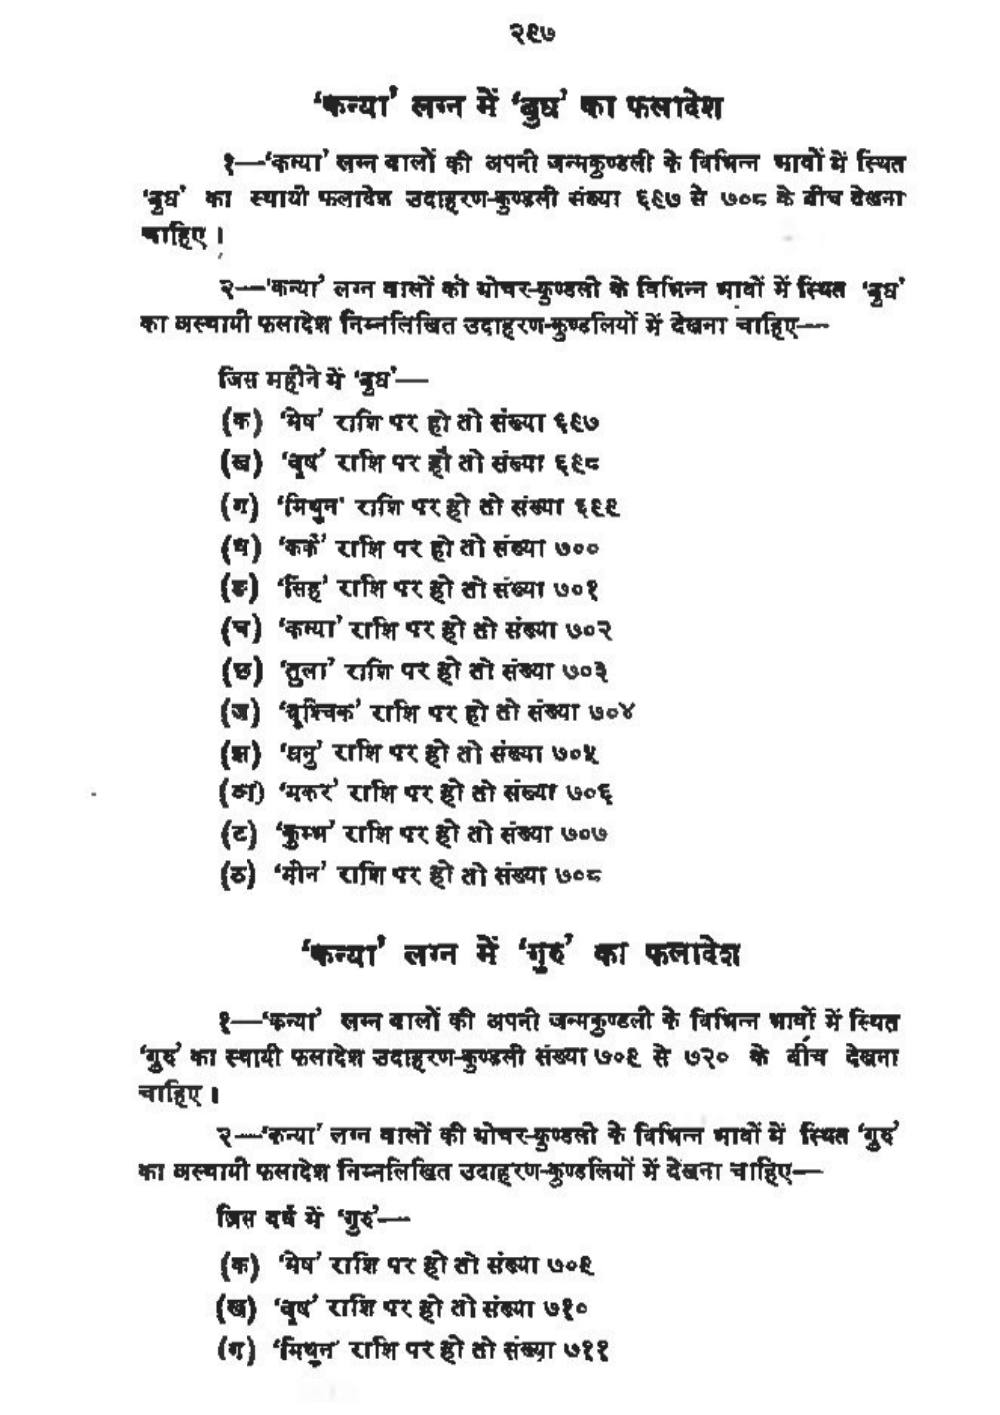 २९७
‘कन्या’ लग्न में ‘बुध’ का फलादेश
१—‘कन्या’ लग्न वालों की अपनी जन्मकुण्डली के विभिन्न भावों में स्थित
‘बुध’ का स्थायी फलादेश उदाहरण-कुण्डली संख्या ६९७ से ७०८ के बीच देखना
चाहिए।
२—‘कन्या’ लग्न वालों को गोचर-कुण्डली के विभिन्न भावों में स्थित ‘बुध’
का अस्थायी फलादेश निम्नलिखित उदाहरण-कुण्डलियों में देखना चाहिए—
जिस महीने में ‘बुध’—
(क) ‘मेष’ राशि पर हो तो संख्या ६९७
(ख) ‘वृष’ राशि पर हो तो संख्या ६९८
(ग) ‘मिथुन’ राशि पर हो तो संख्या ६९९
(घ) ‘कर्क’ राशि पर हो तो संख्या ७००
(ङ) ‘सिंह’ राशि पर हो तो संख्या ७०१
(च) ‘कन्या’ राशि पर हो तो संख्या ७०२
(छ) ‘तुला’ राशि पर हो तो संख्या ७०३
(ज) ‘वृश्चिक’ राशि पर हो तो संख्या ७०४
(झ) ‘धनु’ राशि पर हो तो संख्या ७०५
(ञ) ‘मकर’ राशि पर हो तो संख्या ७०६
(ट) ‘कुम्भ’ राशि पर हो तो संख्या ७०७
(ठ) ‘मीन’ राशि पर हो तो संख्या ७०८
‘कन्या’ लग्न में ‘गुरु’ का फलादेश
१—‘कन्या’ लग्न वालों की अपनी जन्मकुण्डली के विभिन्न भावों में स्थित
‘गुरु’ का स्थायी फलादेश उदाहरण-कुण्डली संख्या ७०९ से ७२० के बीच देखना
चाहिए।
२—‘कन्या’ लग्न वालों की गोचर-कुण्डली के विभिन्न भावों में स्थित ‘गुरु’
का अस्थायी फलादेश निम्नलिखित उदाहरण-कुण्डलियों में देखना चाहिए—
जिस वर्ष में ‘गुरु’—
(क) ‘मेष’ राशि पर हो तो संख्या ७०९
(ख) ‘वृष’ राशि पर हो तो संख्या ७१०
(ग) ‘मिथुन’ राशि पर हो तो संख्या ७११